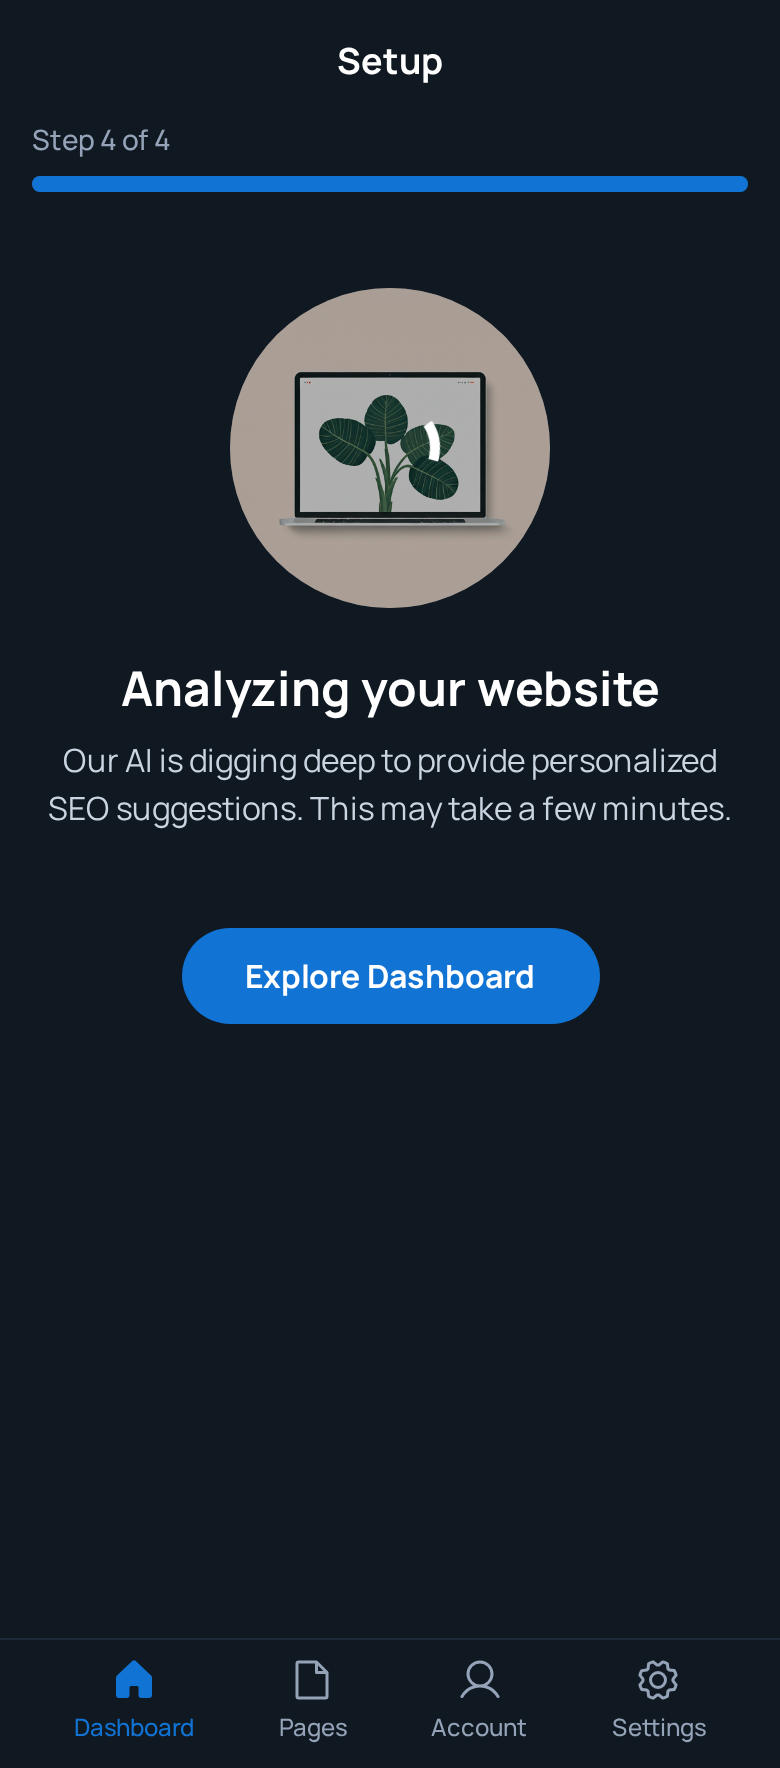 Setup
Step 4 of 4
Analyzing your website
Our AI is digging deep to provide personalized
SEO suggestions. This may take a few minutes.
Explore Dashboard
Dashboard
Pages
Account
Settings